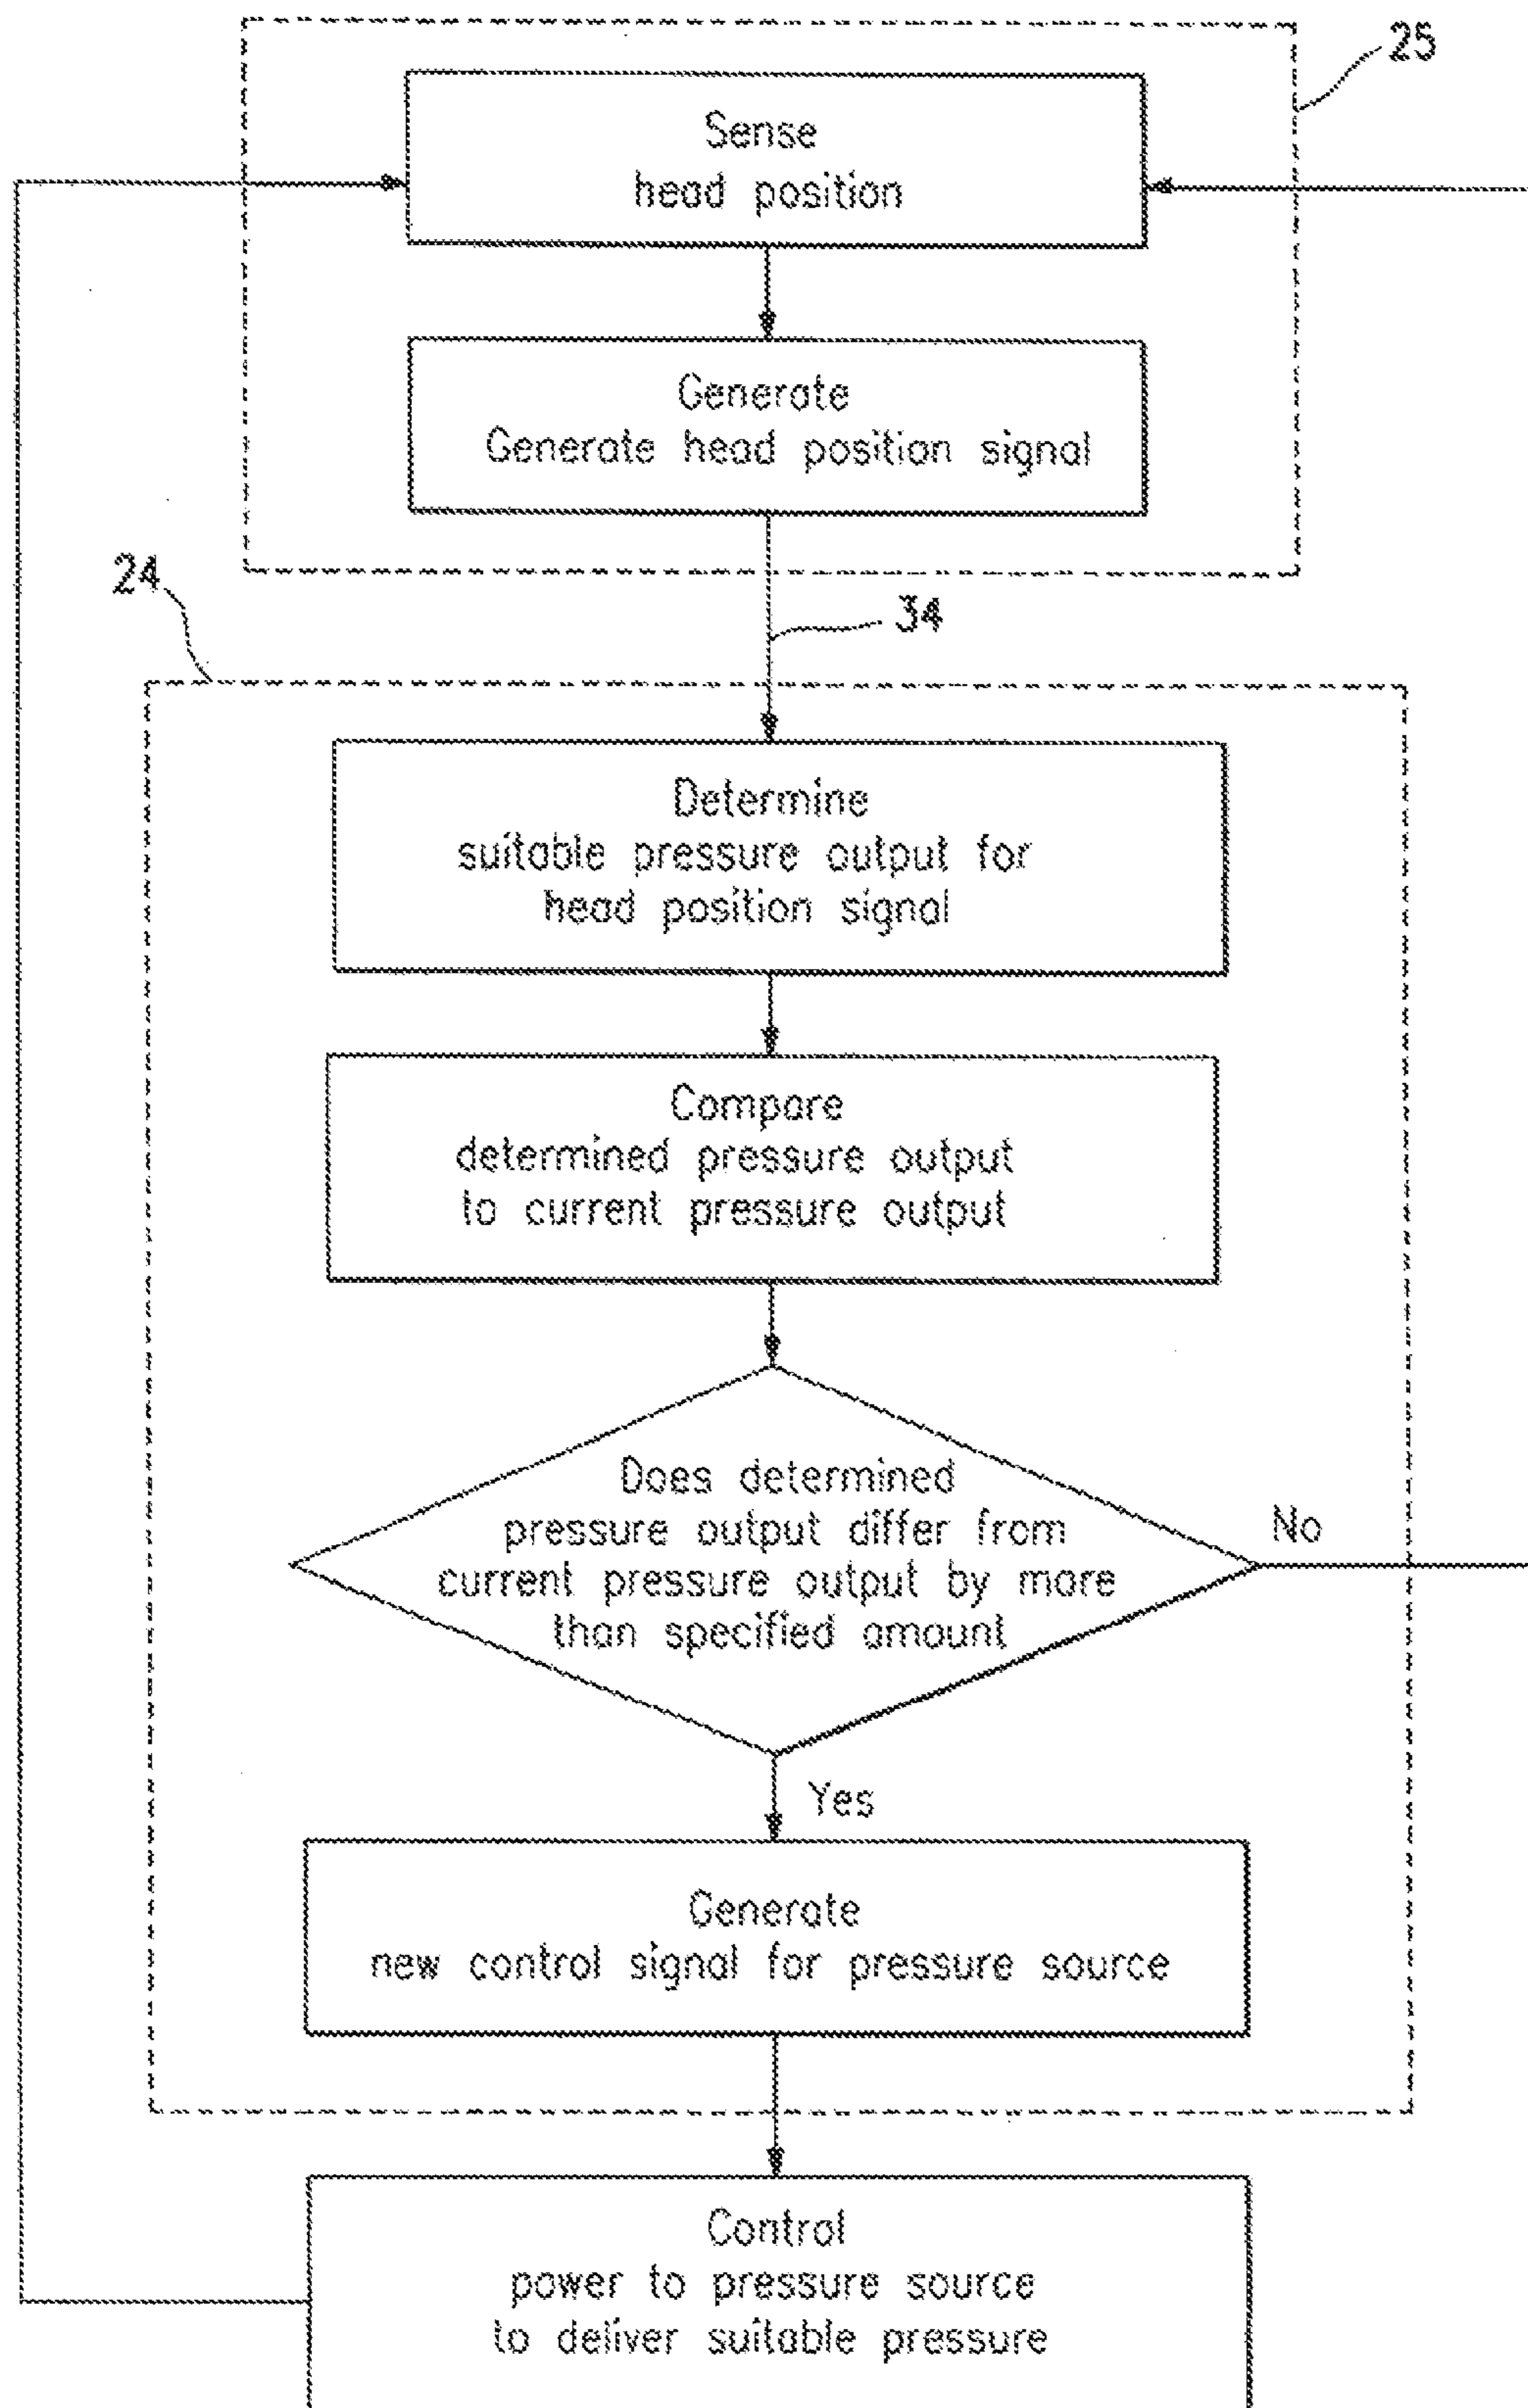 25
Sense
head position
Generate
Generate head position signal
24
34
Determine
suitable pressure output for
head position signal
Compare
determined pressure output
to current pressure output
Does determined
pressure output differ from
current pressure output by more
than specified amount
No
Yes
Generate
new control signal for pressure source
Control
power to pressure source
to deliver suitable pressure